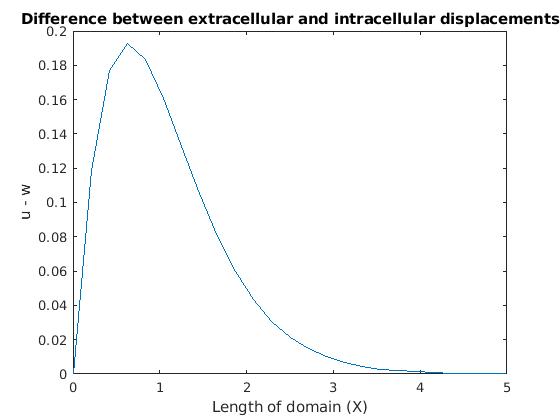 Difference between extracellular and intracellular displacements
0.2
0.18
0.16
0.14
0.12
0.1
0.08
0.06
0.04
0.02
0
u - w
0 1 2 3 4 5
Length of domain (X)